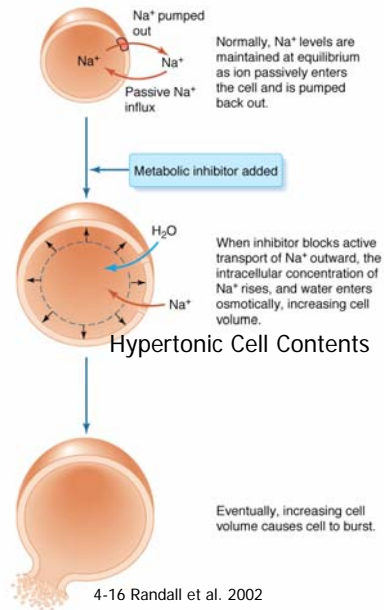 Na⁺ pumped
out
Na⁺
Na⁺
Passive Na⁺
influx
Normally, Na⁺ levels are
maintained at equilibrium
as ion passively enters
the cell and is pumped
back out.
Metabolic inhibitor added
H₂O
Na⁺
When inhibitor blocks active
transport of Na⁺ outward, the
intracellular concentration of
Na⁺ rises, and water enters
osmotically, increasing cell
volume.
Hypertonic Cell Contents
Eventually, increasing cell
volume causes cell to burst.
4-16 Randall et al. 2002